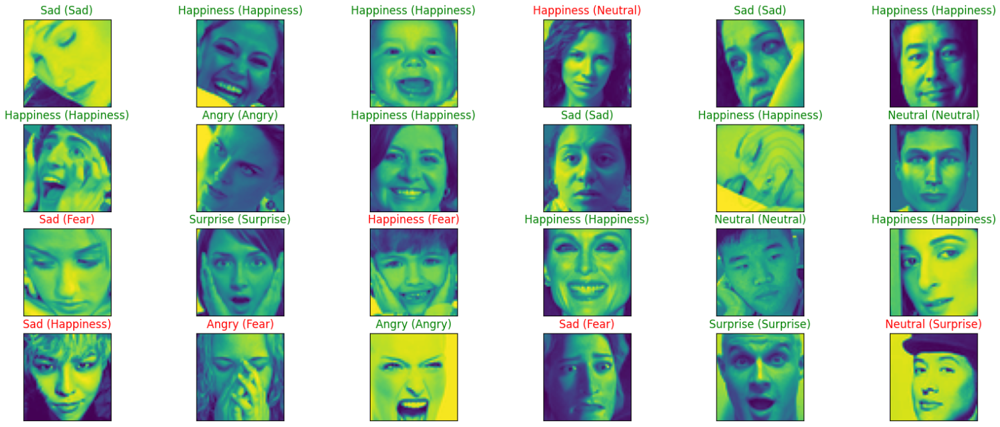 Sad (Sad)
Happiness (Happiness)
Happiness (Happiness)
Happiness (Neutral)
Sad (Sad)
Happiness (Happiness)
Happiness (Happiness)
Angry (Angry)
Happiness (Happiness)
Sad (Sad)
Happiness (Happiness)
Neutral (Neutral)
Sad (Fear)
Surprise (Surprise)
Happiness (Fear)
Happiness (Happiness)
Neutral (Neutral)
Happiness (Happiness)
Sad (Happiness)
Angry (Fear)
Angry (Angry)
Sad (Fear)
Surprise (Surprise)
Neutral (Surprise)